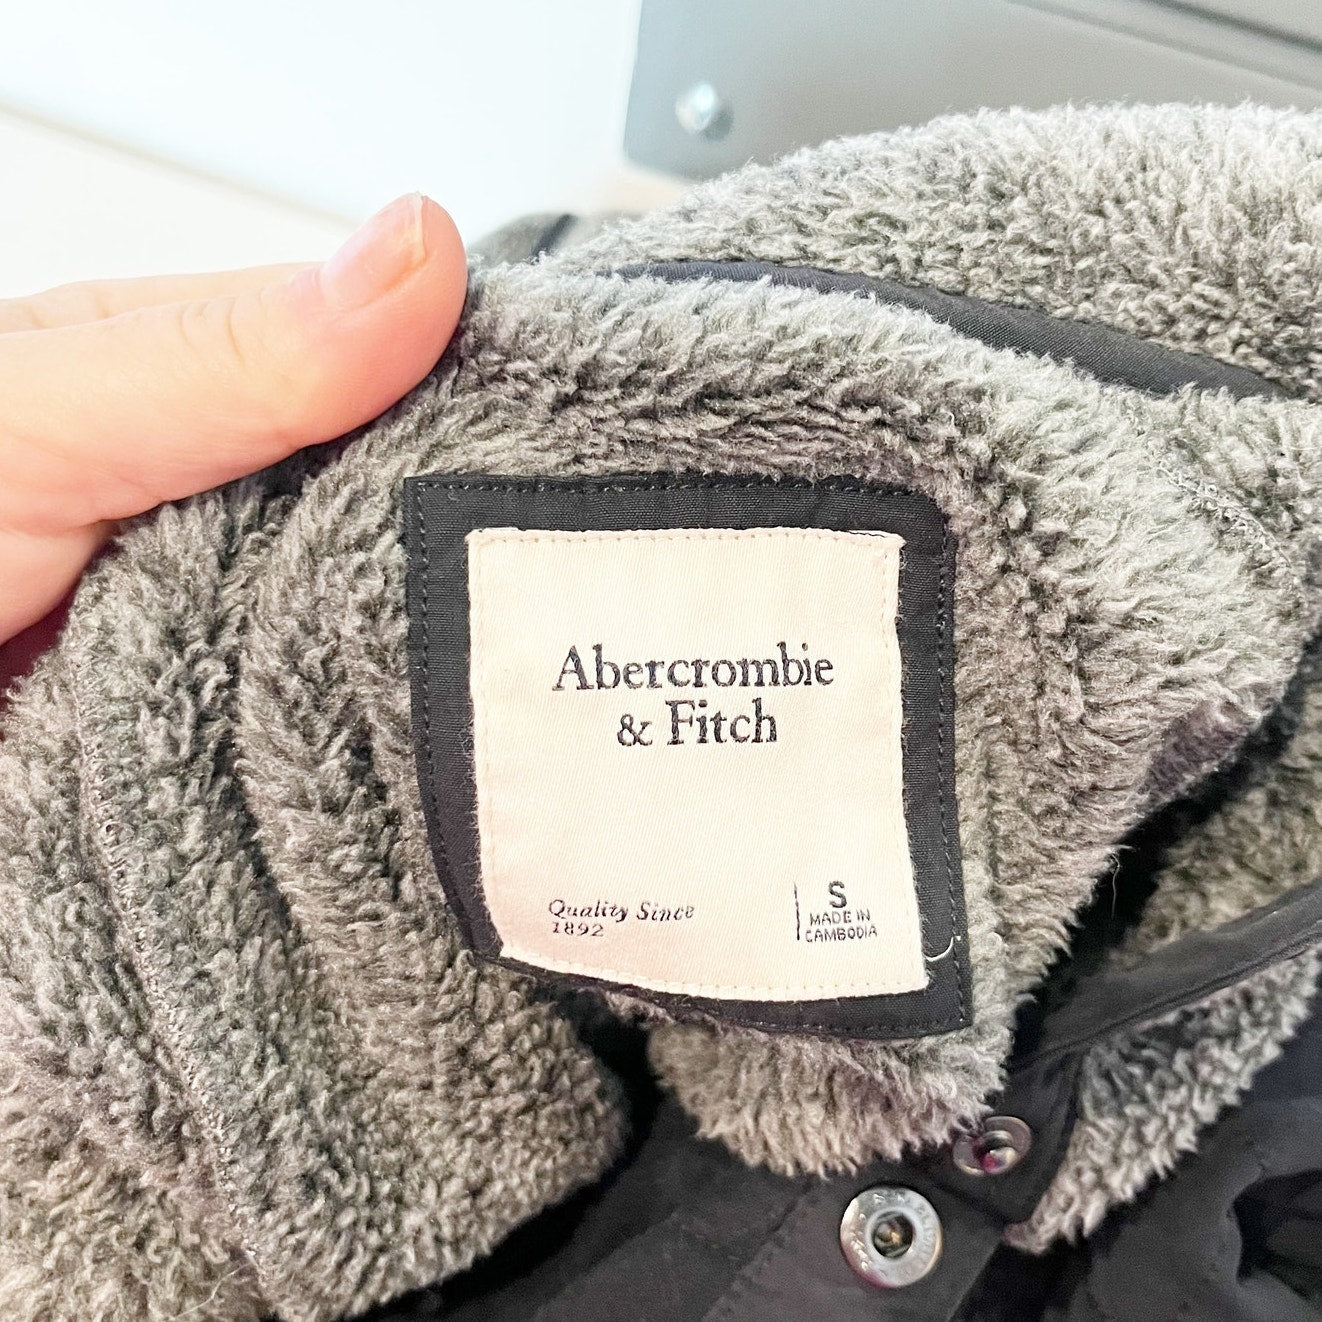 Abercrombie
& Fitch
Quality Since
1892
S
MADE IN
CAMBODIA